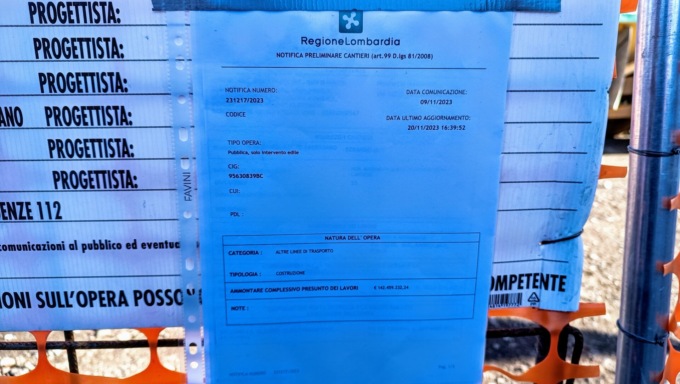 PROGETTISTA:
PROGETTISTA:
PROGETTISTA:
ANO PROGETTISTA:
PROGETTISTA:
PROGETTISTA:
ENZE 112
comunicazioni al pubblico ed eventua
ONI SULL'OPERA POSSO
OMPETENTE
FAVINI
RegioneLombardia
NOTIFICA PRELIMINARE CANTIERI (art.99 D.lgs 81/2008)
NOTIFICA NUMERO:
231217/2023
CODICE
DATA COMUNICAZIONE:
09/11/2023
DATA ULTIMO AGGIORNAMENTO:
20/11/2023 16:39:52
TIPO OPERA:
Pubblica, solo intervento edile
CIG:
95630839BC
CUI:
PDL -
NATURA DELL' OPERA
CATEGORIA : ALTRE LINEE DI TRASPORTO
TIPOLOGIA : COSTRUZIONE
AMMONTARE COMPLESSIVO PRESUNTO DEI LAVORI
NOTE :